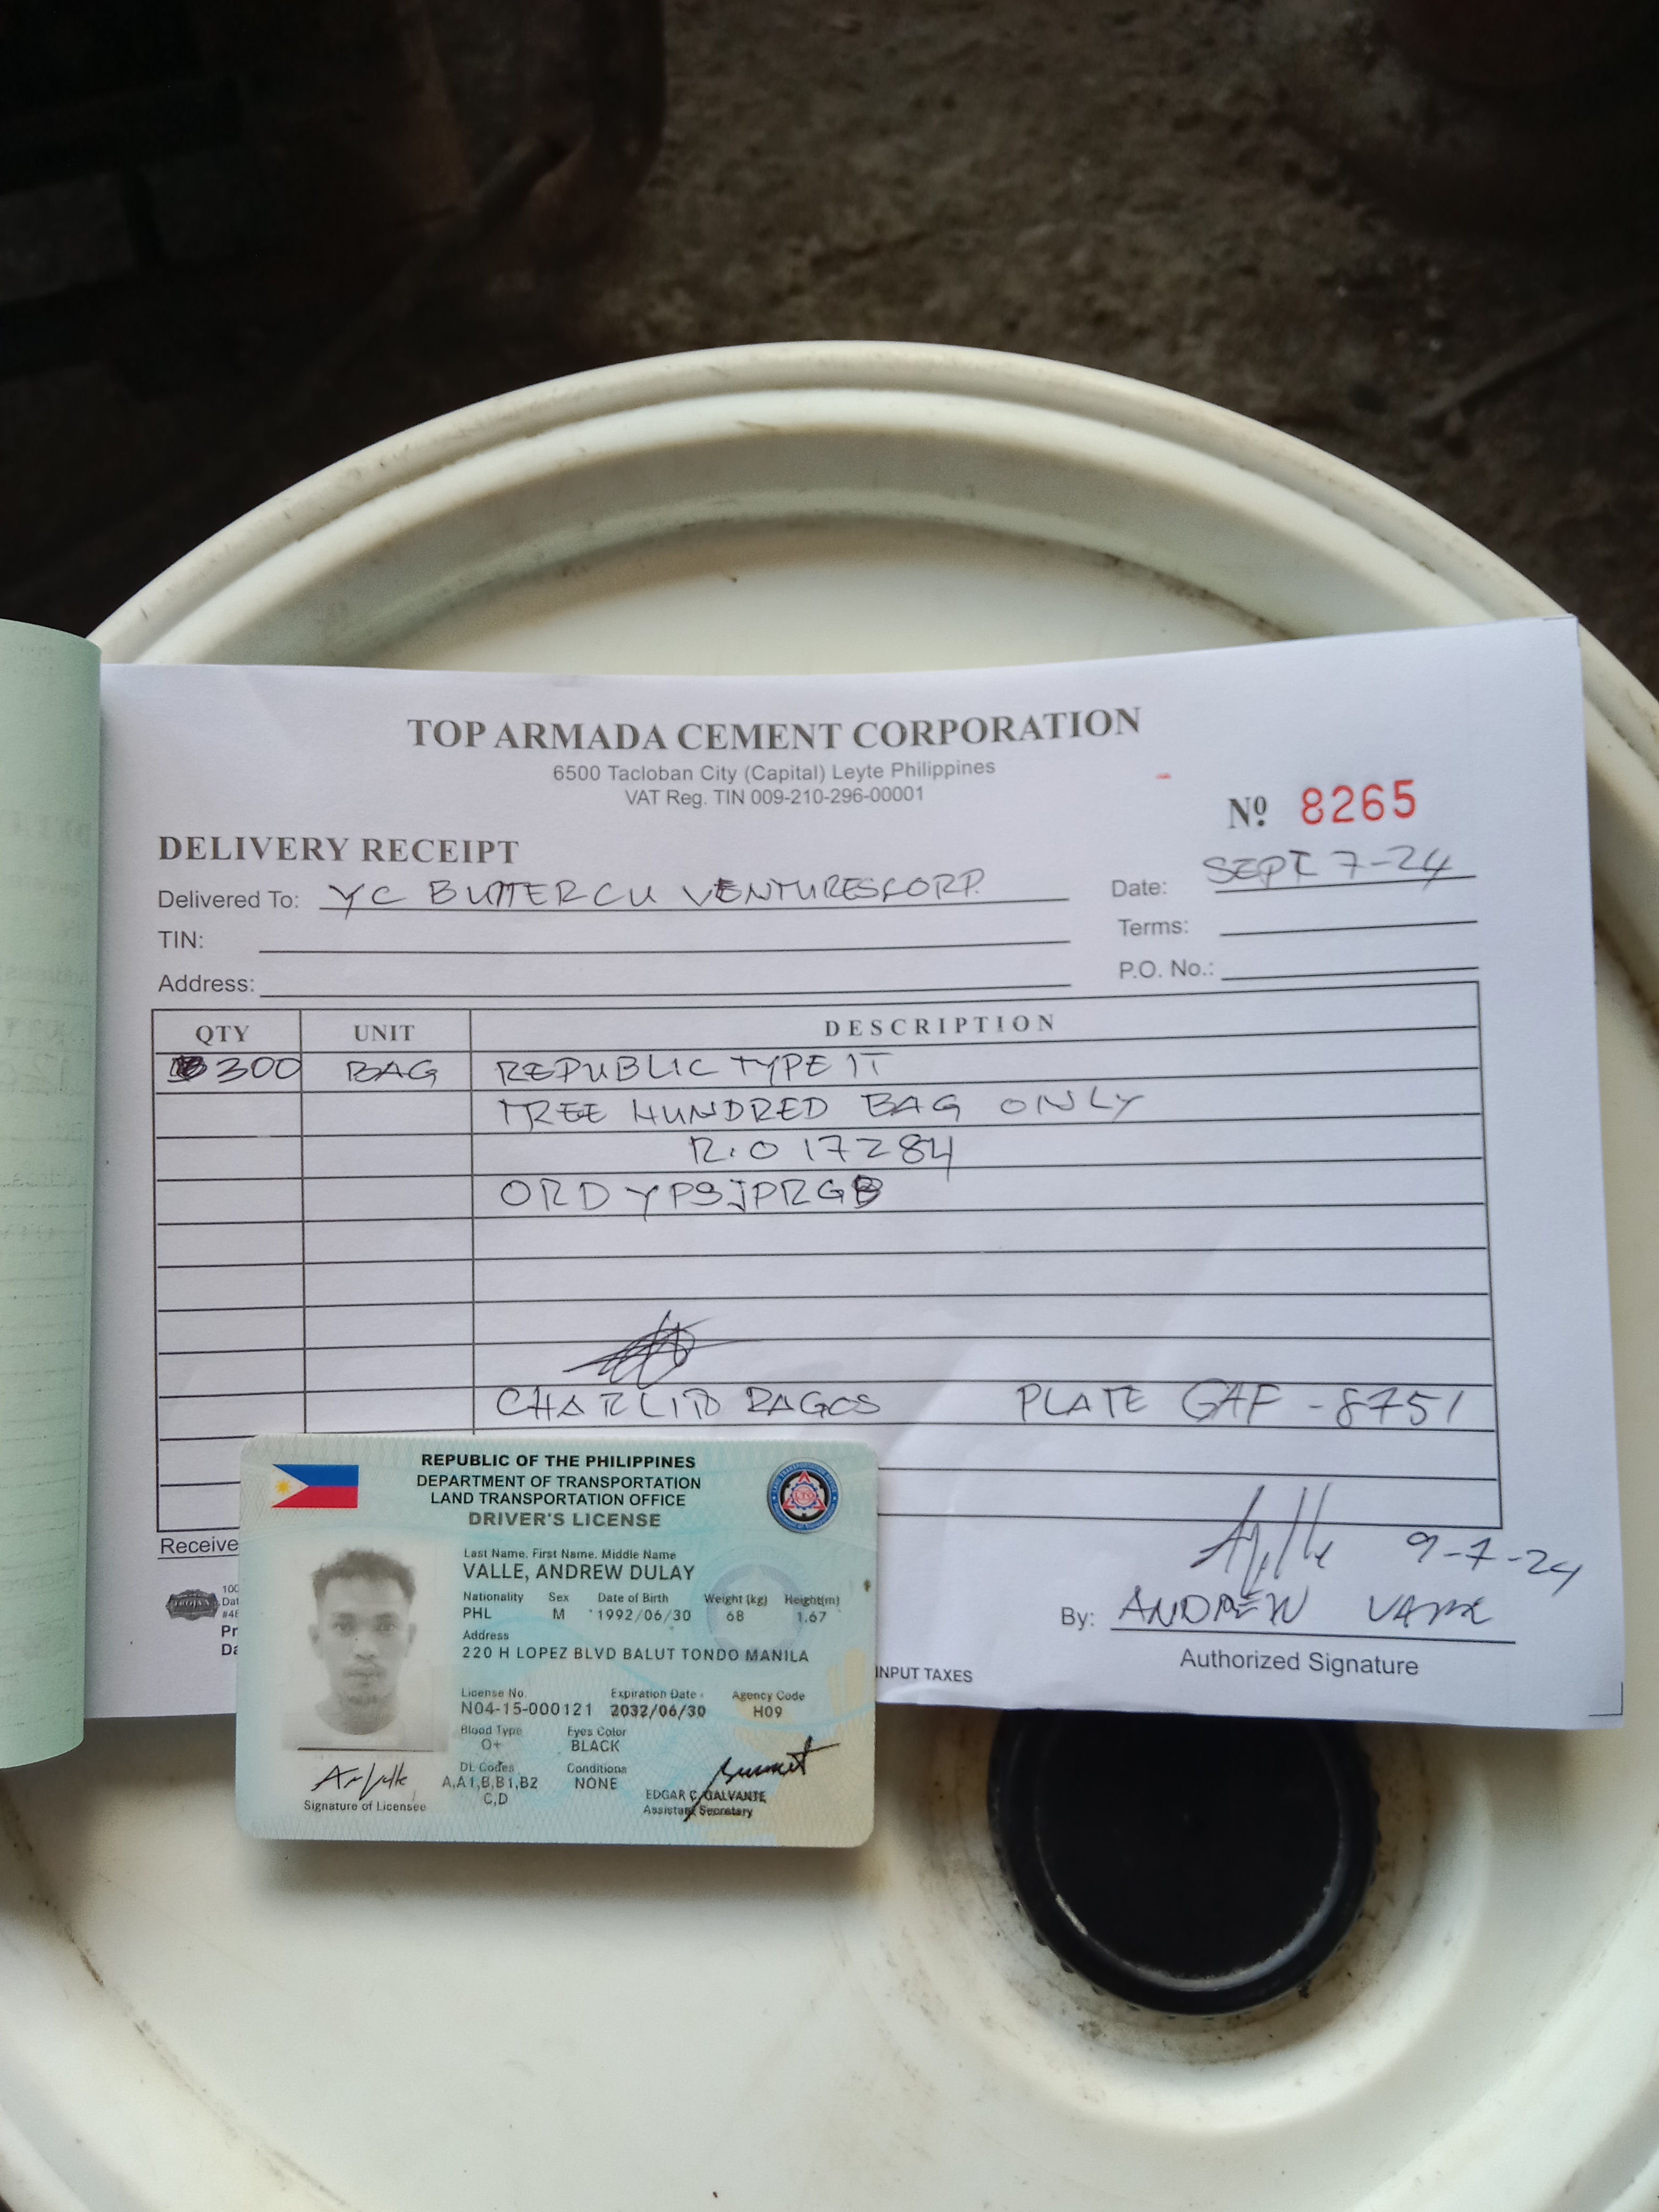 TOP ARMADA CEMENT CORPORATION
6500 Tacloban City (Capital) Leyte Philippines
VAT Reg. TIN 009-210-296-00001
Nº 8265
DELIVERY RECEIPT
Delivered To: YC BUTTERCU VENTURESCORP.
Date: SEPT 7-24
TIN:
Terms:
Address:
P.O. No.:
QTY UNIT DESCRIPTION
300 BAG REPUBLIC TYPE 1T
TREE HUNDRED BAG ONLY
R.O 17284
ORDYPSJPRG
PLATE GAF - 8751
REPUBLIC OF THE PHILIPPINES
DEPARTMENT OF TRANSPORTATION
LAND TRANSPORTATION OFFICE
DRIVER'S LICENSE
Last Name. First Name. Middle Name
VALLE, ANDREW DULAY
Nationality Sex Date of Birth Weight (kg) Height(m)
PHL M 1992/06/30 68 1.67
Address
220 H LOPEZ BLVD BALUT TONDO MANILA
License No. Expiration Date Agency Code
N04-15-000121 2032/06/30 H09
Blood Type Eyes Color
O+ BLACK
DL Codes Conditions
A,A1,B,B1,B2 NONE
C,D
Signature of Licensee
EDGAR C. GALVANTE
Assistant Secretary
Receive
TROJAN
INPUT TAXES
9-7-24
By: ANDREW
Authorized Signature